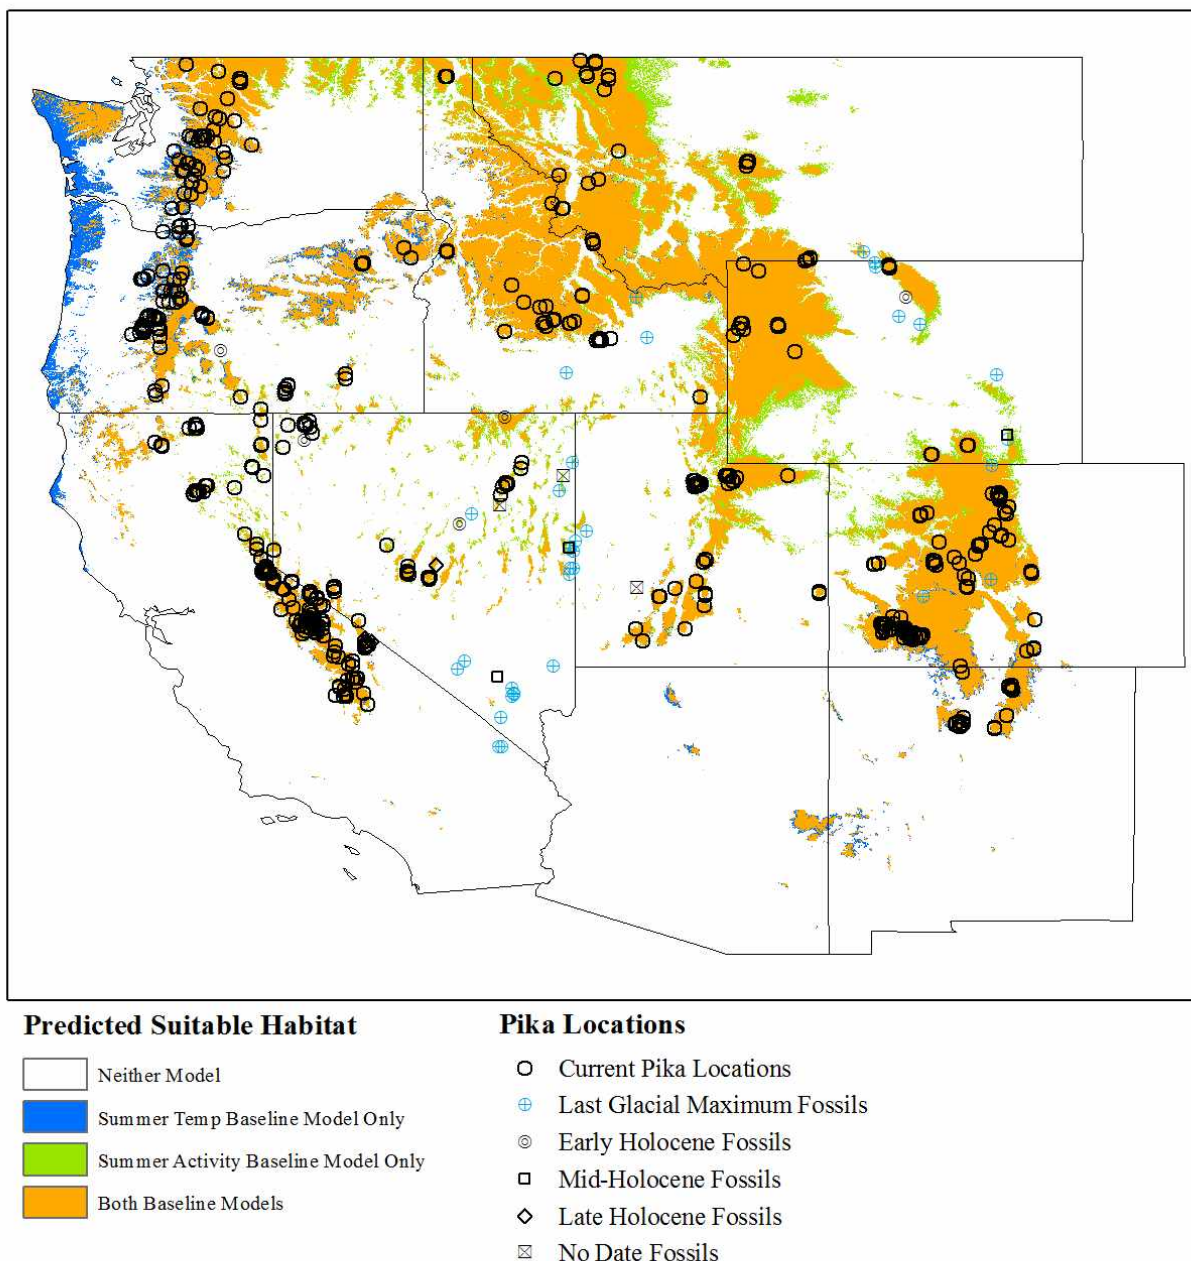 Predicted Suitable Habitat
Neither Model
Summer Temp Baseline Model Only
Summer Activity Baseline Model Only
Both Baseline Models
Pika Locations
Current Pika Locations
Last Glacial Maximum Fossils
Early Holocene Fossils
Mid-Holocene Fossils
Late Holocene Fossils
No Date Fossils